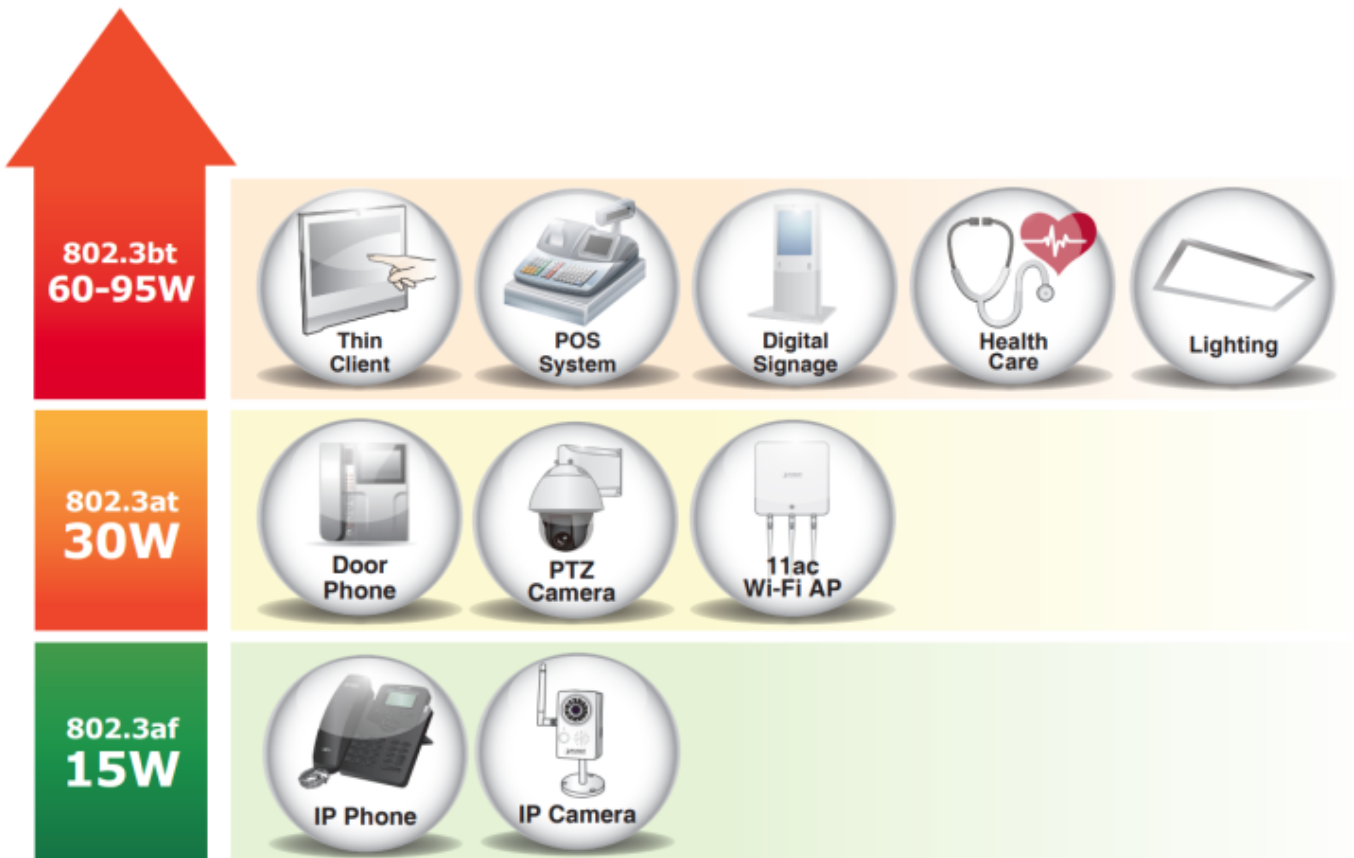 802.3bt
60-95W
Thin
Client
POS
System
Digital
Signage
Health
Care
Lighting
802.3at
30W
Door
Phone
PTZ
Camera
11ac
Wi-Fi AP
802.3af
15W
IP Phone
IP Camera